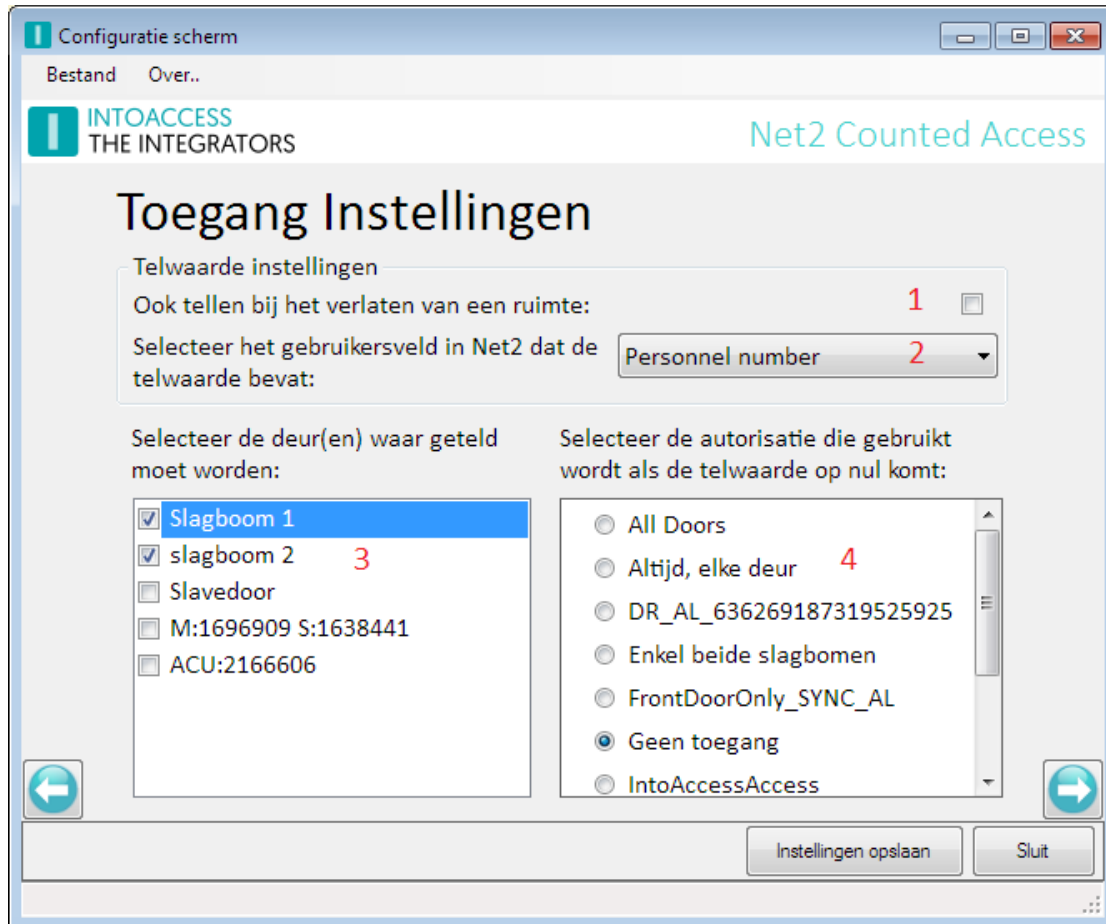 Configuratie scherm
Bestand Over..
INTOACCESS
THE INTEGRATORS
Net2 Counted Access
Toegang Instellingen
Telwaarde instellingen
Ook tellen bij het verlaten van een ruimte: 1
Selecteer het gebruikersveld in Net2 dat de
telwaarde bevat:
Personnel number 2
Selecteer de deur(en) waar geteld
moet worden:
Slagboom 1
slagboom 2 3
Slavedoor
M:1696909 S:1638441
ACU:2166606
Selecteer de autorisatie die gebruikt
wordt als de telwaarde op nul komt:
All Doors
Altijd, elke deur 4
DR_AL_636269187319525925
Enkel beide slagbomen
FrontDoorOnly_SYNC_AL
Geen toegang
IntoAccessAccess
Instellingen opslaan
Sluit